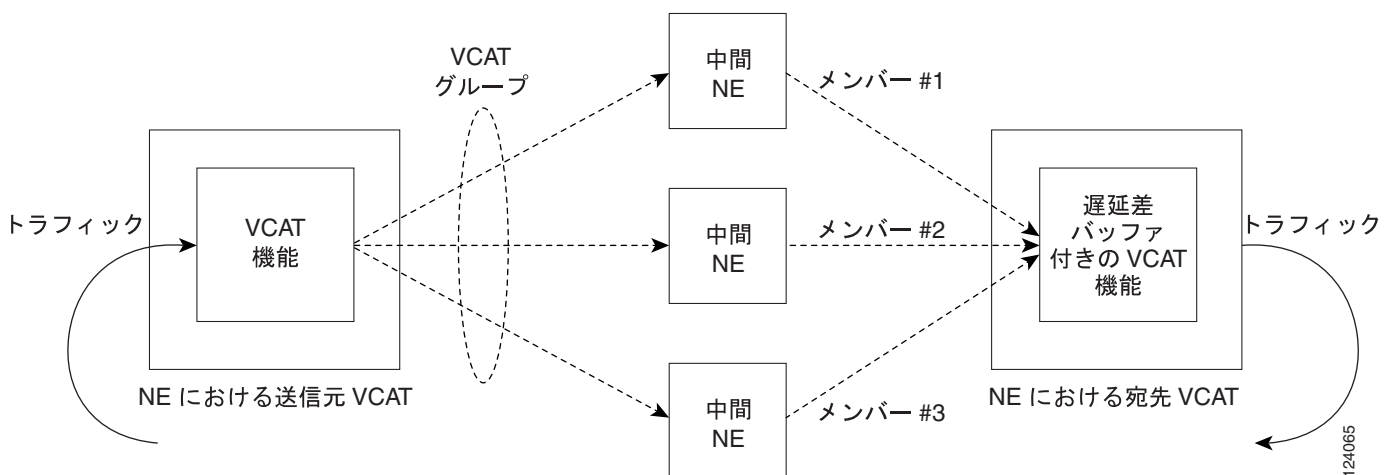 VCAT
グループ
中間
NE
メンバー #1
トラフィック
VCAT
機能
中間
NE
メンバー #2
遅延差
バッファ
付きの VCAT
機能
トラフィック
NE における送信元 VCAT
中間
NE
メンバー #3
NE における宛先 VCAT
124065